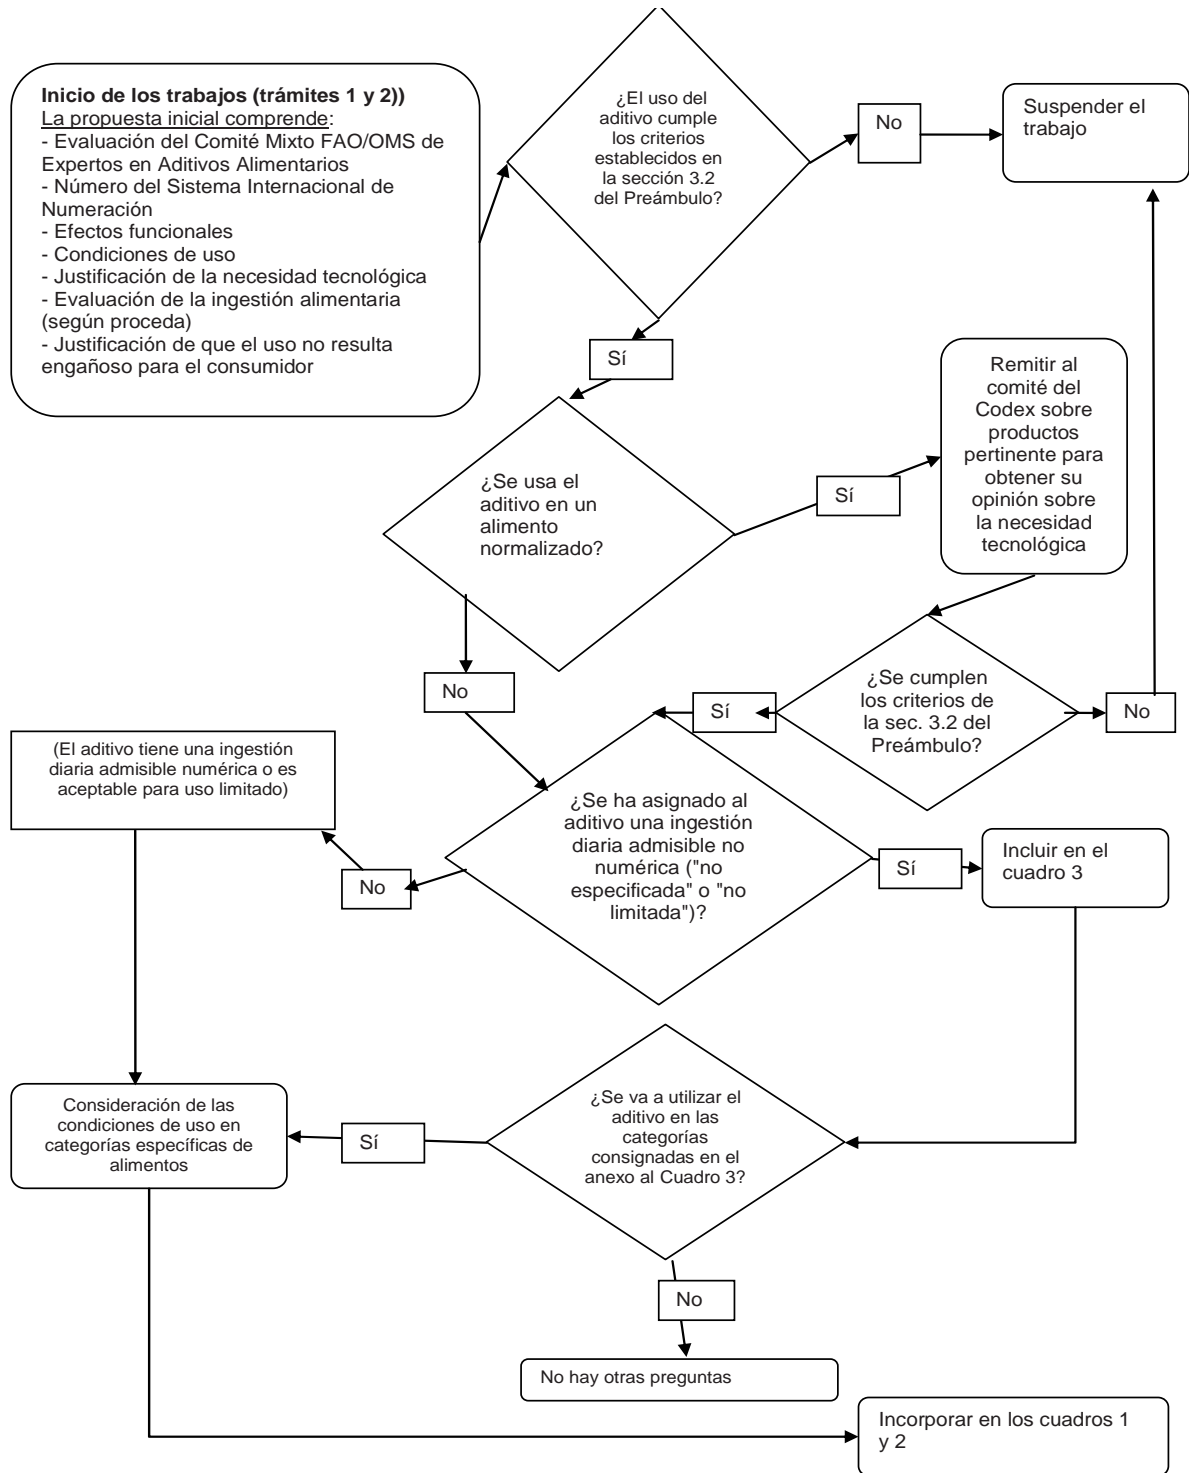 Inicio de los trabajos (trámites 1 y 2))
La propuesta inicial comprende:
- Evaluación del Comité Mixto FAO/OMS de
Expertos en Aditivos Alimentarios
- Número del Sistema Internacional de
Numeración
- Efectos funcionales
- Condiciones de uso
- Justificación de la necesidad tecnológica
- Evaluación de la ingestión alimentaria
(según proceda)
- Justificación de que el uso no resulta
engañoso para el consumidor
¿El uso del
aditivo cumple
los criterios
establecidos en
la sección 3.2
del Preámbulo?
No
Suspender el
trabajo
Sí
¿Se usa el
aditivo en un
alimento
normalizado?
Sí
Remitir al
comité del
Codex sobre
productos
pertinente para
obtener su
opinión sobre
la necesidad
tecnológica
No
¿Se cumplen
los criterios de
la sec. 3.2 del
Preámbulo?
Sí
No
(El aditivo tiene una ingestión
diaria admisible numérica o es
aceptable para uso limitado)
¿Se ha asignado al
aditivo una ingestión
diaria admisible no
numérica ("no
especificada" o "no
limitada")?
No
Sí
Incluir en el
cuadro 3
¿Se va a utilizar el
aditivo en las
categorías
consignadas en el
anexo al Cuadro 3?
Sí
Consideración de las
condiciones de uso en
categorías específicas de
alimentos
No
No hay otras preguntas
Incorporar en los cuadros 1
y 2